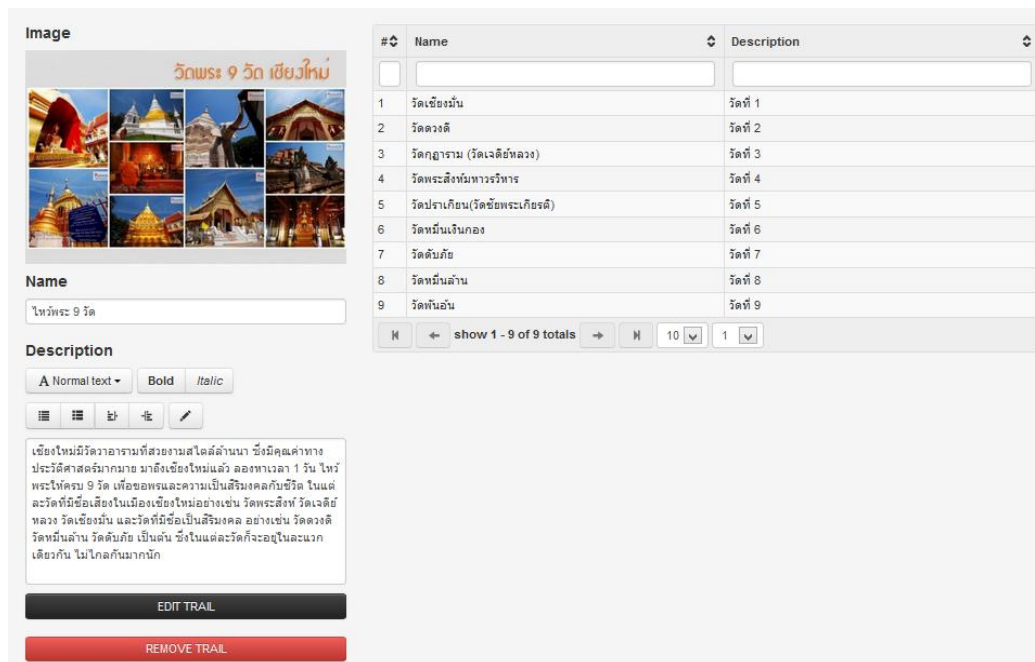 Image
วัดพระ 9 วัด เชียงใหม่
Name
ไหว้พระ 9 วัด
Description
A Normal text
Bold
Italic
เชียงใหม่มีวัดวาอารามที่สวยงามสไตล์ล้านนา ซึ่งมีคุณค่าทาง
ประวัติศาสตร์มากมาย มาถึงเชียงใหม่แล้ว ลองหาเวลา 1 วัน ไหว้
พระให้ครบ 9 วัด เพื่อขอพรและความเป็นสิริมงคลกับชีวิต ในแต่
ละวัดที่มีชื่อเสียงในเมืองเชียงใหม่อย่างเช่น วัดพระสิงห์ วัดเจดีย์
หลวง วัดเชียงมั่น และวัดที่มีชื่อเป็นสิริมงคล อย่างเช่น วัดดวงดี
วัดหมื่นล้าน วัดดับภัย เป็นต้น ซึ่งในแต่ละวัดก็จะอยู่ในละแวก
เดียวกัน ไม่ไกลกันมากนัก
EDIT TRAIL
REMOVE TRAIL
# Name Description
1 วัดเชียงมั่น วัดที่ 1
2 วัดดวงดี วัดที่ 2
3 วัดกุฏาราม (วัดเจดีย์หลวง) วัดที่ 3
4 วัดพระสิงห์มหาวรวิหาร วัดที่ 4
5 วัดปราเกียน(วัดชัยพระเกียรติ) วัดที่ 5
6 วัดหมื่นเงินกอง วัดที่ 6
7 วัดดับภัย วัดที่ 7
8 วัดหมื่นล้าน วัดที่ 8
9 วัดพันอ้น วัดที่ 9
show 1 - 9 of 9 totals 10 1